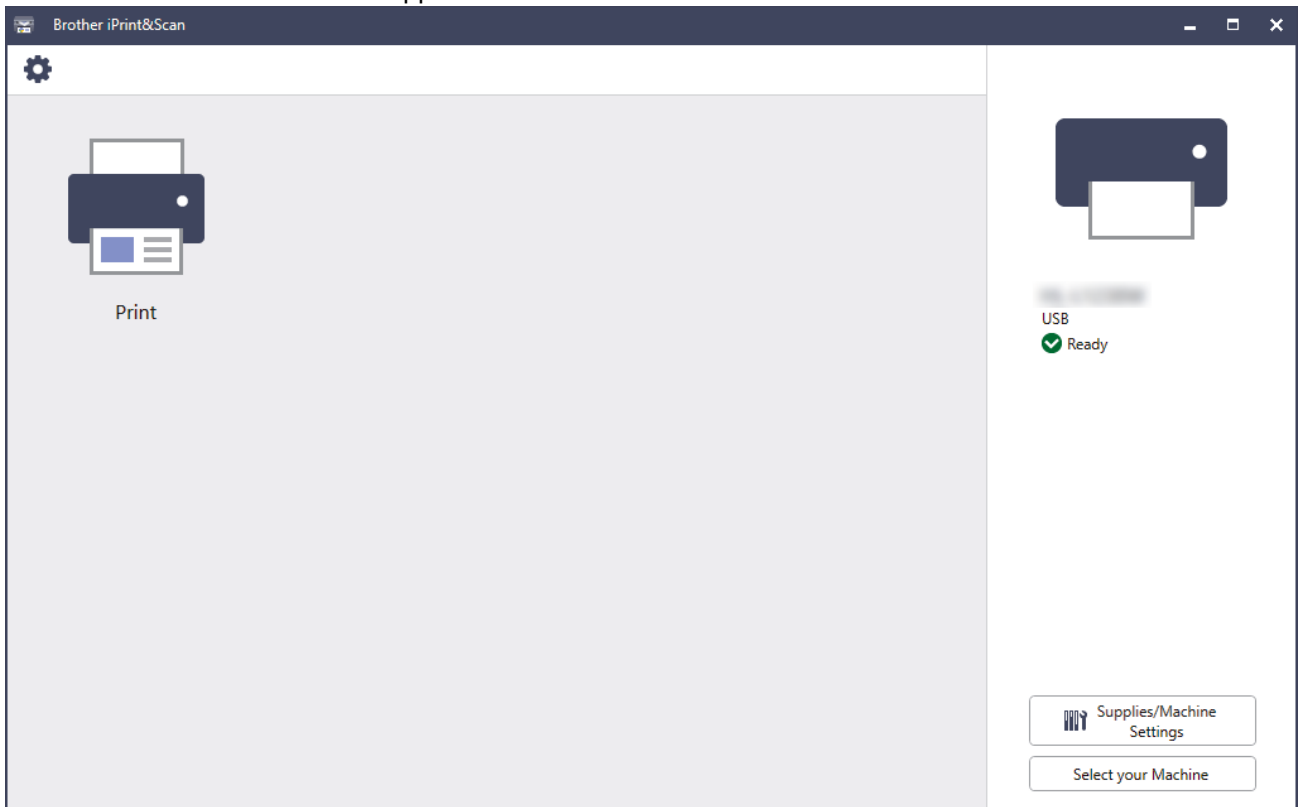 Brother iPrint&Scan
Print
USB
Ready
Supplies/Machine
Settings
Select your Machine